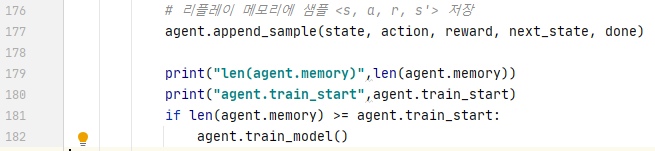 176 # 리플레이 메모리에 샘플 <s, a, r, s'> 저장
177 agent.append_sample(state, action, reward, next_state, done)
178
179 print("len(agent.memory)",len(agent.memory))
180 print("agent.train_start",agent.train_start)
181 if len(agent.memory) >= agent.train_start:
182 agent.train_model()